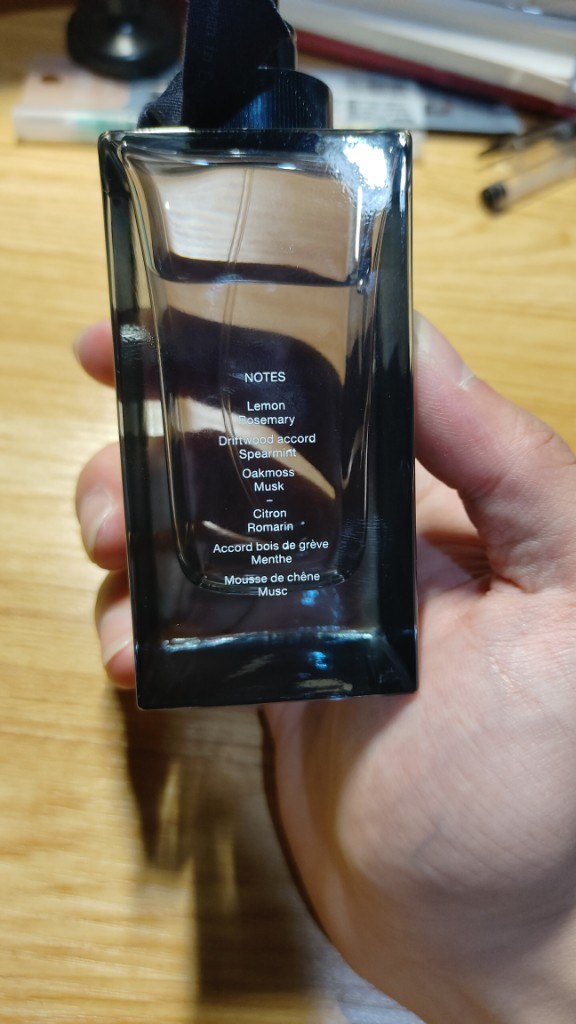 NOTES
Lemon
Rosemary
Driftwood accord
Spearmint
Oakmoss
Musk
–
Citron
Romarin
Accord bois de grève
Menthe
Mousse de chêne
Musc